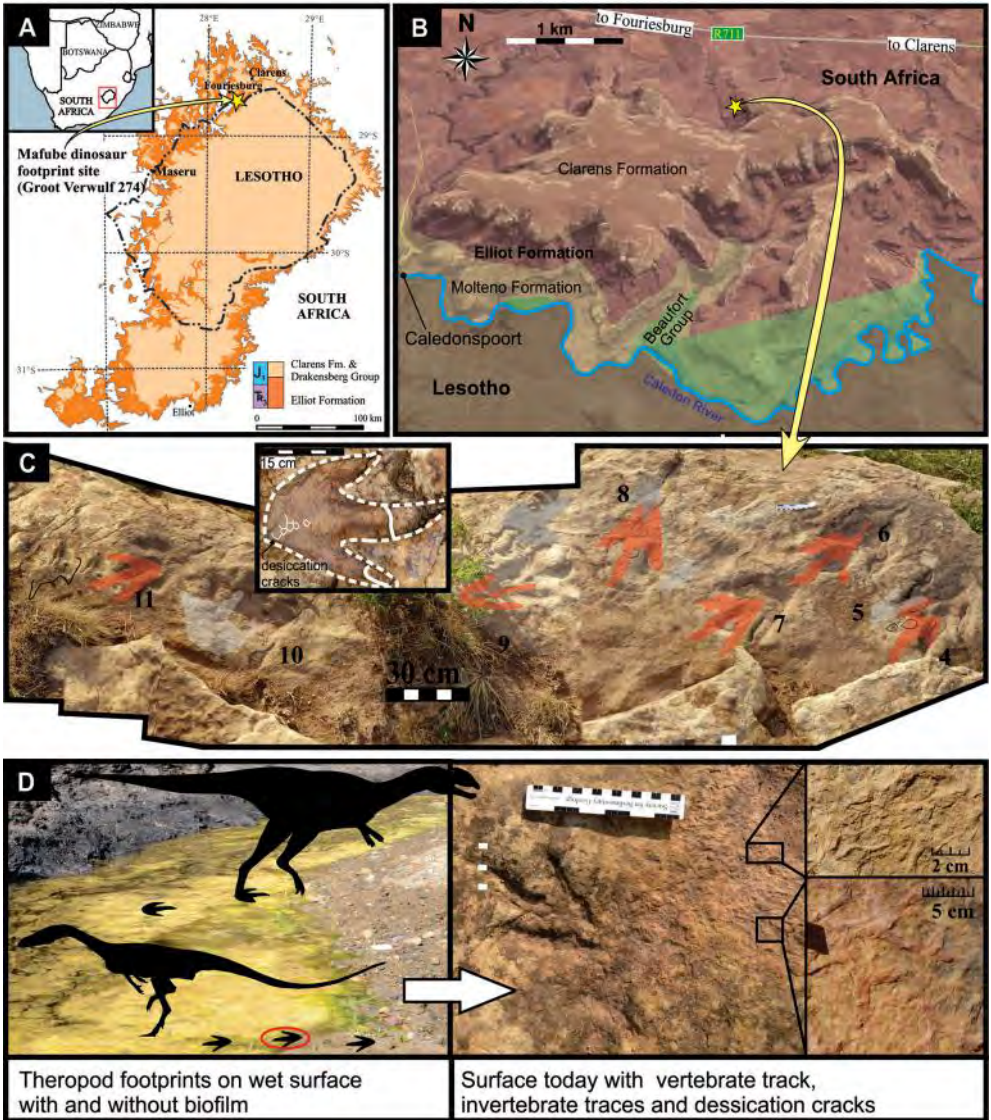 A
28°E
29°E
ZIMBABWE
BOTSWANA
SOUTH
AFRICA
Clarens
Fouriesburg
29°S
Mafube dinosaur
footprint site
(Groot Verwulf 274)
Maseru
LESOTHO
30°S
SOUTH
AFRICA
31°S
Elliot
J
Clarens Fm. &
Drakensberg Group
Elliot Formation
0
100 km
B
N
1 km
to Fouriesburg
R711
to Clarens
South Africa
Clarens Formation
Elliot Formation
Molteno Formation
Beaufort
Group
Caledonspoort
Caledon River
Lesotho
C
15 cm
desiccation
cracks
8
6
11
5
7
10
9
4
30 cm
D
Society for Sedimentary Geology
2 cm
5 cm
Theropod footprints on wet surface
with and without biofilm
Surface today with vertebrate track,
invertebrate traces and dessication cracks